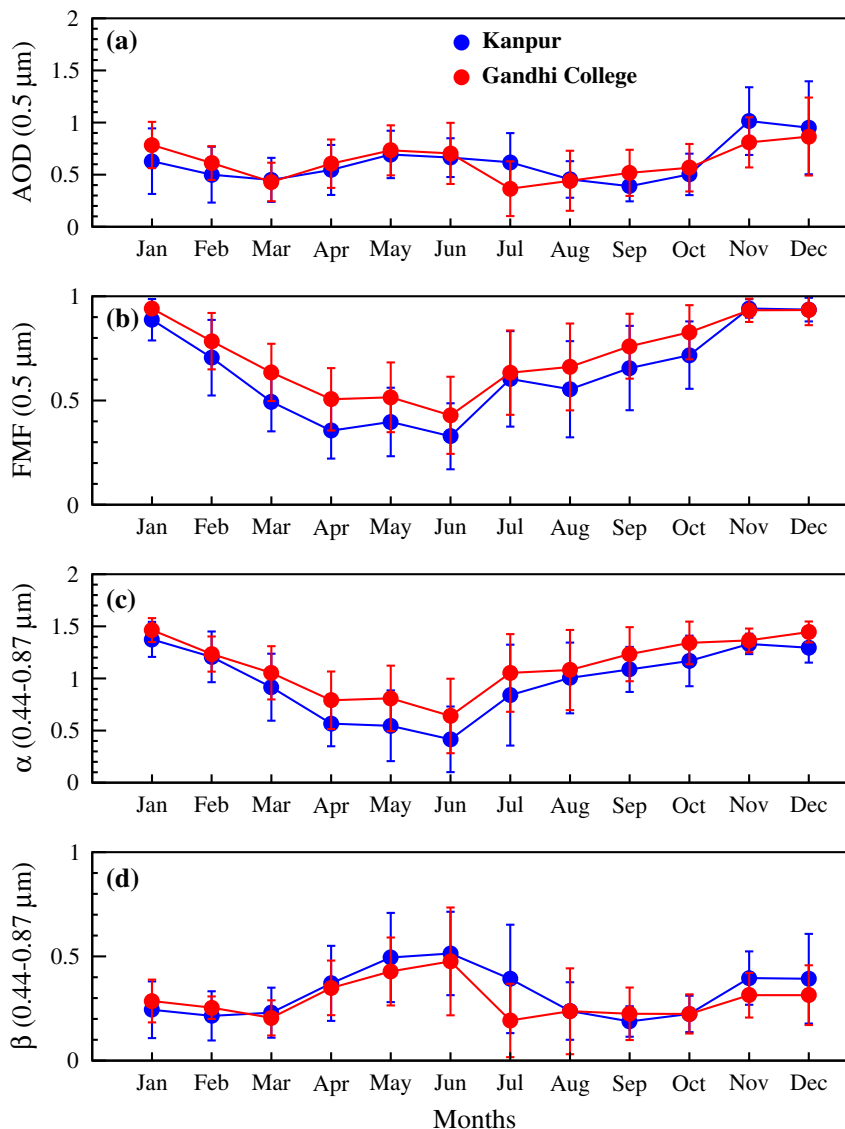 (a)
Kanpur
Gandhi College
AOD (0.5 μm)
2
1.5
1
0.5
0
Jan Feb Mar Apr May Jun Jul Aug Sep Oct Nov Dec
(b)
FMF (0.5 μm)
1
0.5
0
Jan Feb Mar Apr May Jun Jul Aug Sep Oct Nov Dec
(c)
α (0.44-0.87 μm)
2
1.5
1
0.5
0
Jan Feb Mar Apr May Jun Jul Aug Sep Oct Nov Dec
(d)
β (0.44-0.87 μm)
1
0.5
0
Jan Feb Mar Apr May Jun Jul Aug Sep Oct Nov Dec
Months